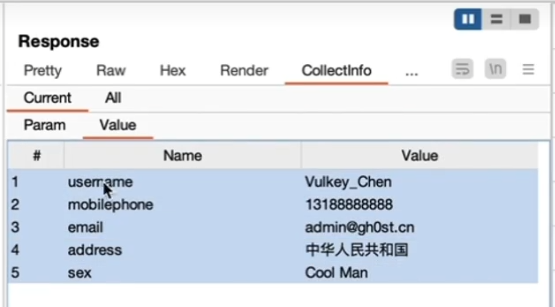 Response
Pretty Raw Hex Render CollectInfo ... \n
Current All
Param Value
# Name Value
1 username Vulkey_Chen
2 mobilephone 13188888888
3 email admin@gh0st.cn
4 address 中华人民共和国
5 sex Cool Man